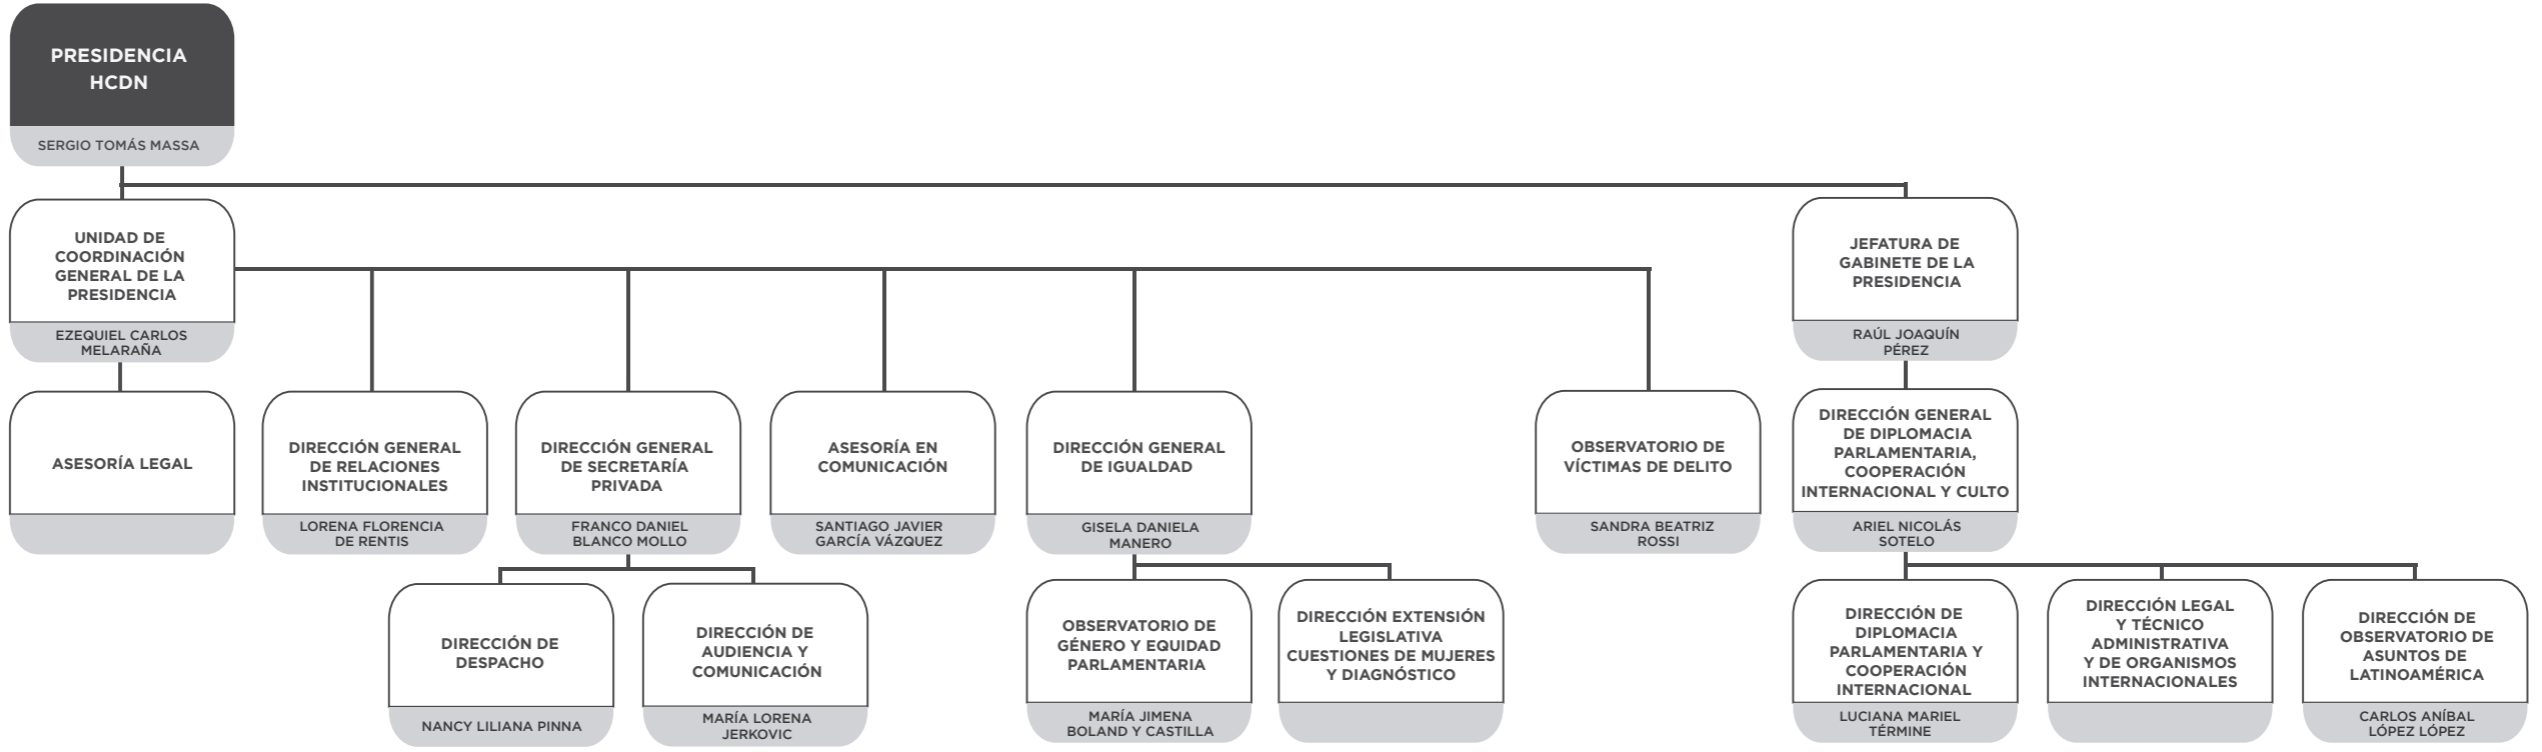 PRESIDENCIA
HCDN
SERGIO TOMÁS MASSA
UNIDAD DE
COORDINACIÓN
GENERAL DE LA
PRESIDENCIA
EZEQUIEL CARLOS
MELARAÑA
JEFATURA DE
GABINETE DE LA
PRESIDENCIA
RAÚL JOAQUÍN
PÉREZ
ASESORÍA LEGAL
DIRECCIÓN GENERAL
DE RELACIONES
INSTITUCIONALES
LORENA FLORENCIA
DE RENTIS
DIRECCIÓN GENERAL
DE SECRETARÍA
PRIVADA
FRANCO DANIEL
BLANCO MOLLO
ASESORÍA EN
COMUNICACIÓN
SANTIAGO JAVIER
GARCÍA VÁZQUEZ
DIRECCIÓN GENERAL
DE IGUALDAD
GISELA DANIELA
MANERO
OBSERVATORIO DE
VÍCTIMAS DE DELITO
SANDRA BEATRIZ
ROSSI
DIRECCIÓN GENERAL
DE DIPLOMACIA
PARLAMENTARIA,
COOPERACIÓN
INTERNACIONAL Y CULTO
ARIEL NICOLÁS
SOTELO
DIRECCIÓN DE
DESPACHO
NANCY LILIANA PINNA
DIRECCIÓN DE
AUDIENCIA Y
COMUNICACIÓN
MARÍA LORENA
JERKOVIC
OBSERVATORIO DE
GÉNERO Y EQUIDAD
PARLAMENTARIA
MARÍA JIMENA
BOLAND Y CASTILLA
DIRECCIÓN EXTENSIÓN
LEGISLATIVA
CUESTIONES DE MUJERES
Y DIAGNÓSTICO
DIRECCIÓN DE
DIPLOMACIA
PARLAMENTARIA Y
COOPERACIÓN
INTERNACIONAL
LUCIANA MARIEL
TÉRMINE
DIRECCIÓN LEGAL
Y TÉCNICO
ADMINISTRATIVA
Y DE ORGANISMOS
INTERNACIONALES
DIRECCIÓN DE
OBSERVATORIO DE
ASUNTOS DE
LATINOAMÉRICA
CARLOS ANÍBAL
LÓPEZ LÓPEZ